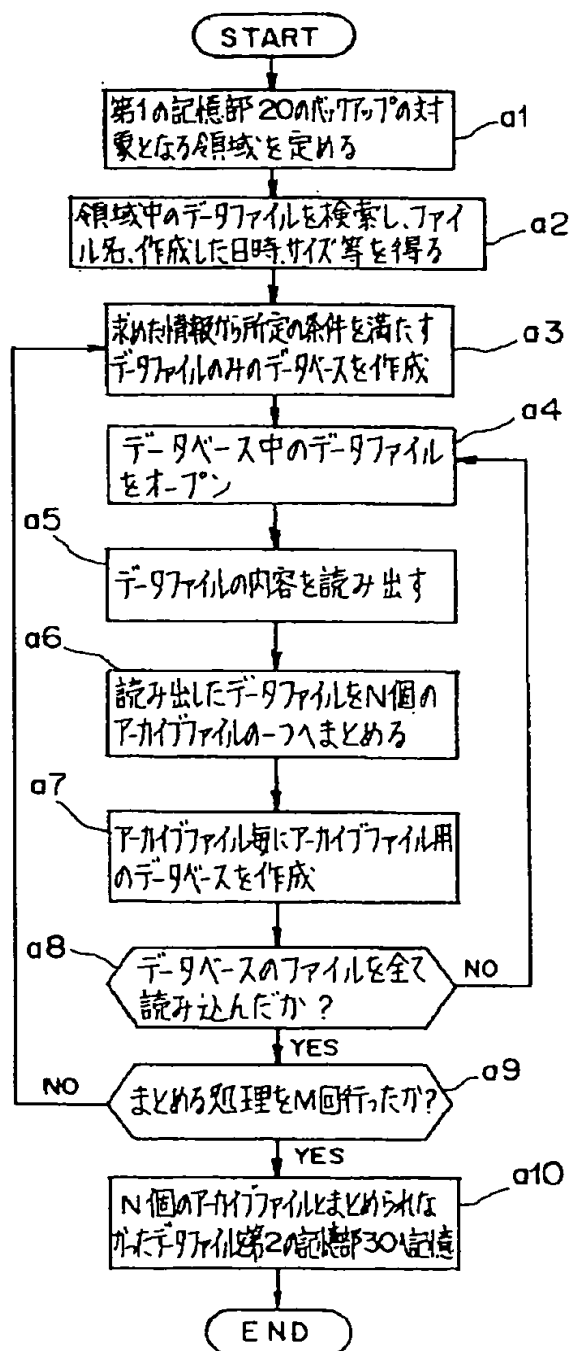 START
第1の記憶部20のバックアップの対
象となる領域を定める
a1
領域中のデータファイルを検索し、ファイ
ル名、作成した日時、サイズ等を得る
a2
求めた情報から所定の条件を満たす
データファイルのみのデータベースを作成
a3
データベース中のデータファイル
をオープン
a4
a5
データファイルの内容を読み出す
a6
読み出したデータファイルをN個の
アーカイブファイルの一つへまとめる
a7
アーカイブファイル毎にアーカイブファイル用
のデータベースを作成
a8
データベースのファイルを全て
読み込んだか?
NO
YES
NO
まとめる処理をM回行ったか?
a9
YES
N個のアーカイブファイルとまとめられな
かったデータファイルを第2の記憶部30へ記憶
a10
END